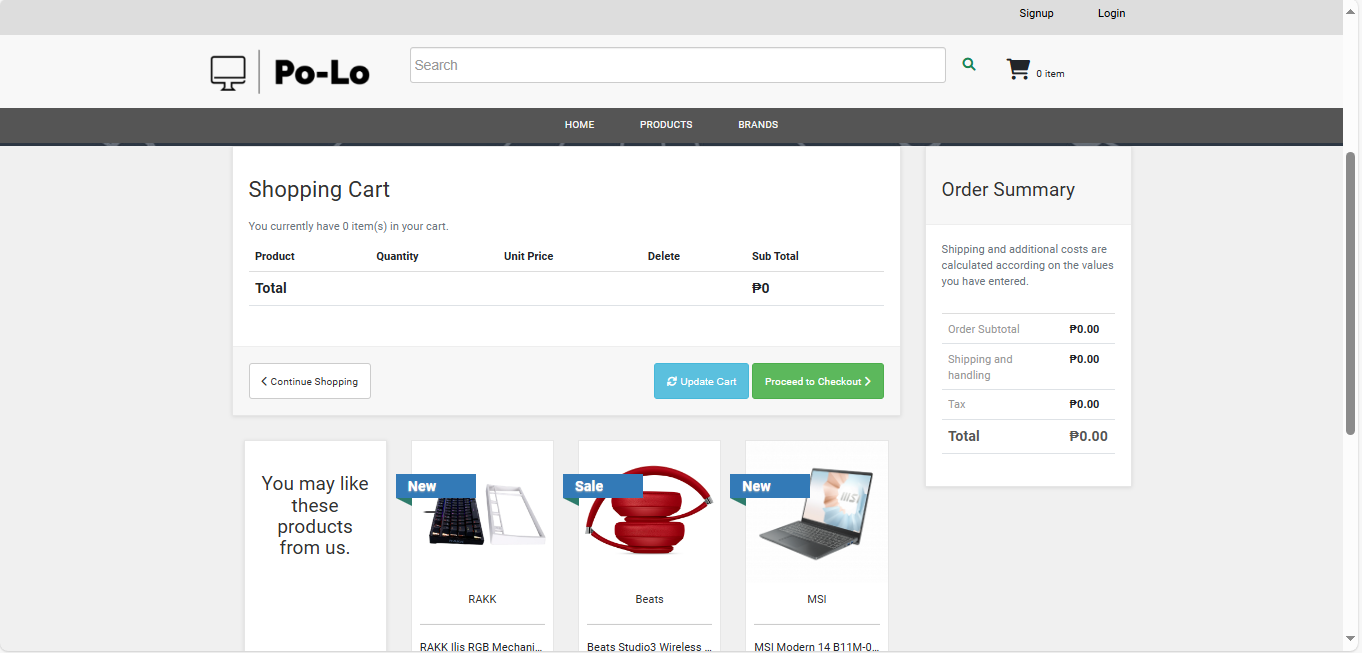 Signup Login
Po-Lo
Search
0 item
HOME PRODUCTS BRANDS
Shopping Cart
You currently have 0 item(s) in your cart.
Product Quantity Unit Price Delete Sub Total
Total ₱0
Continue Shopping Update Cart Proceed to Checkout
Order Summary
Shipping and additional costs are
calculated according on the values
you have entered.
Order Subtotal ₱0.00
Shipping and ₱0.00
handling
Tax ₱0.00
Total ₱0.00
You may like
these
products
from us.
New
RAKK
RAKK Ilis RGB Mechani...
Sale
Beats
Beats Studio3 Wireless ...
New
msi
MSI
MSI Modern 14 B11M-0...